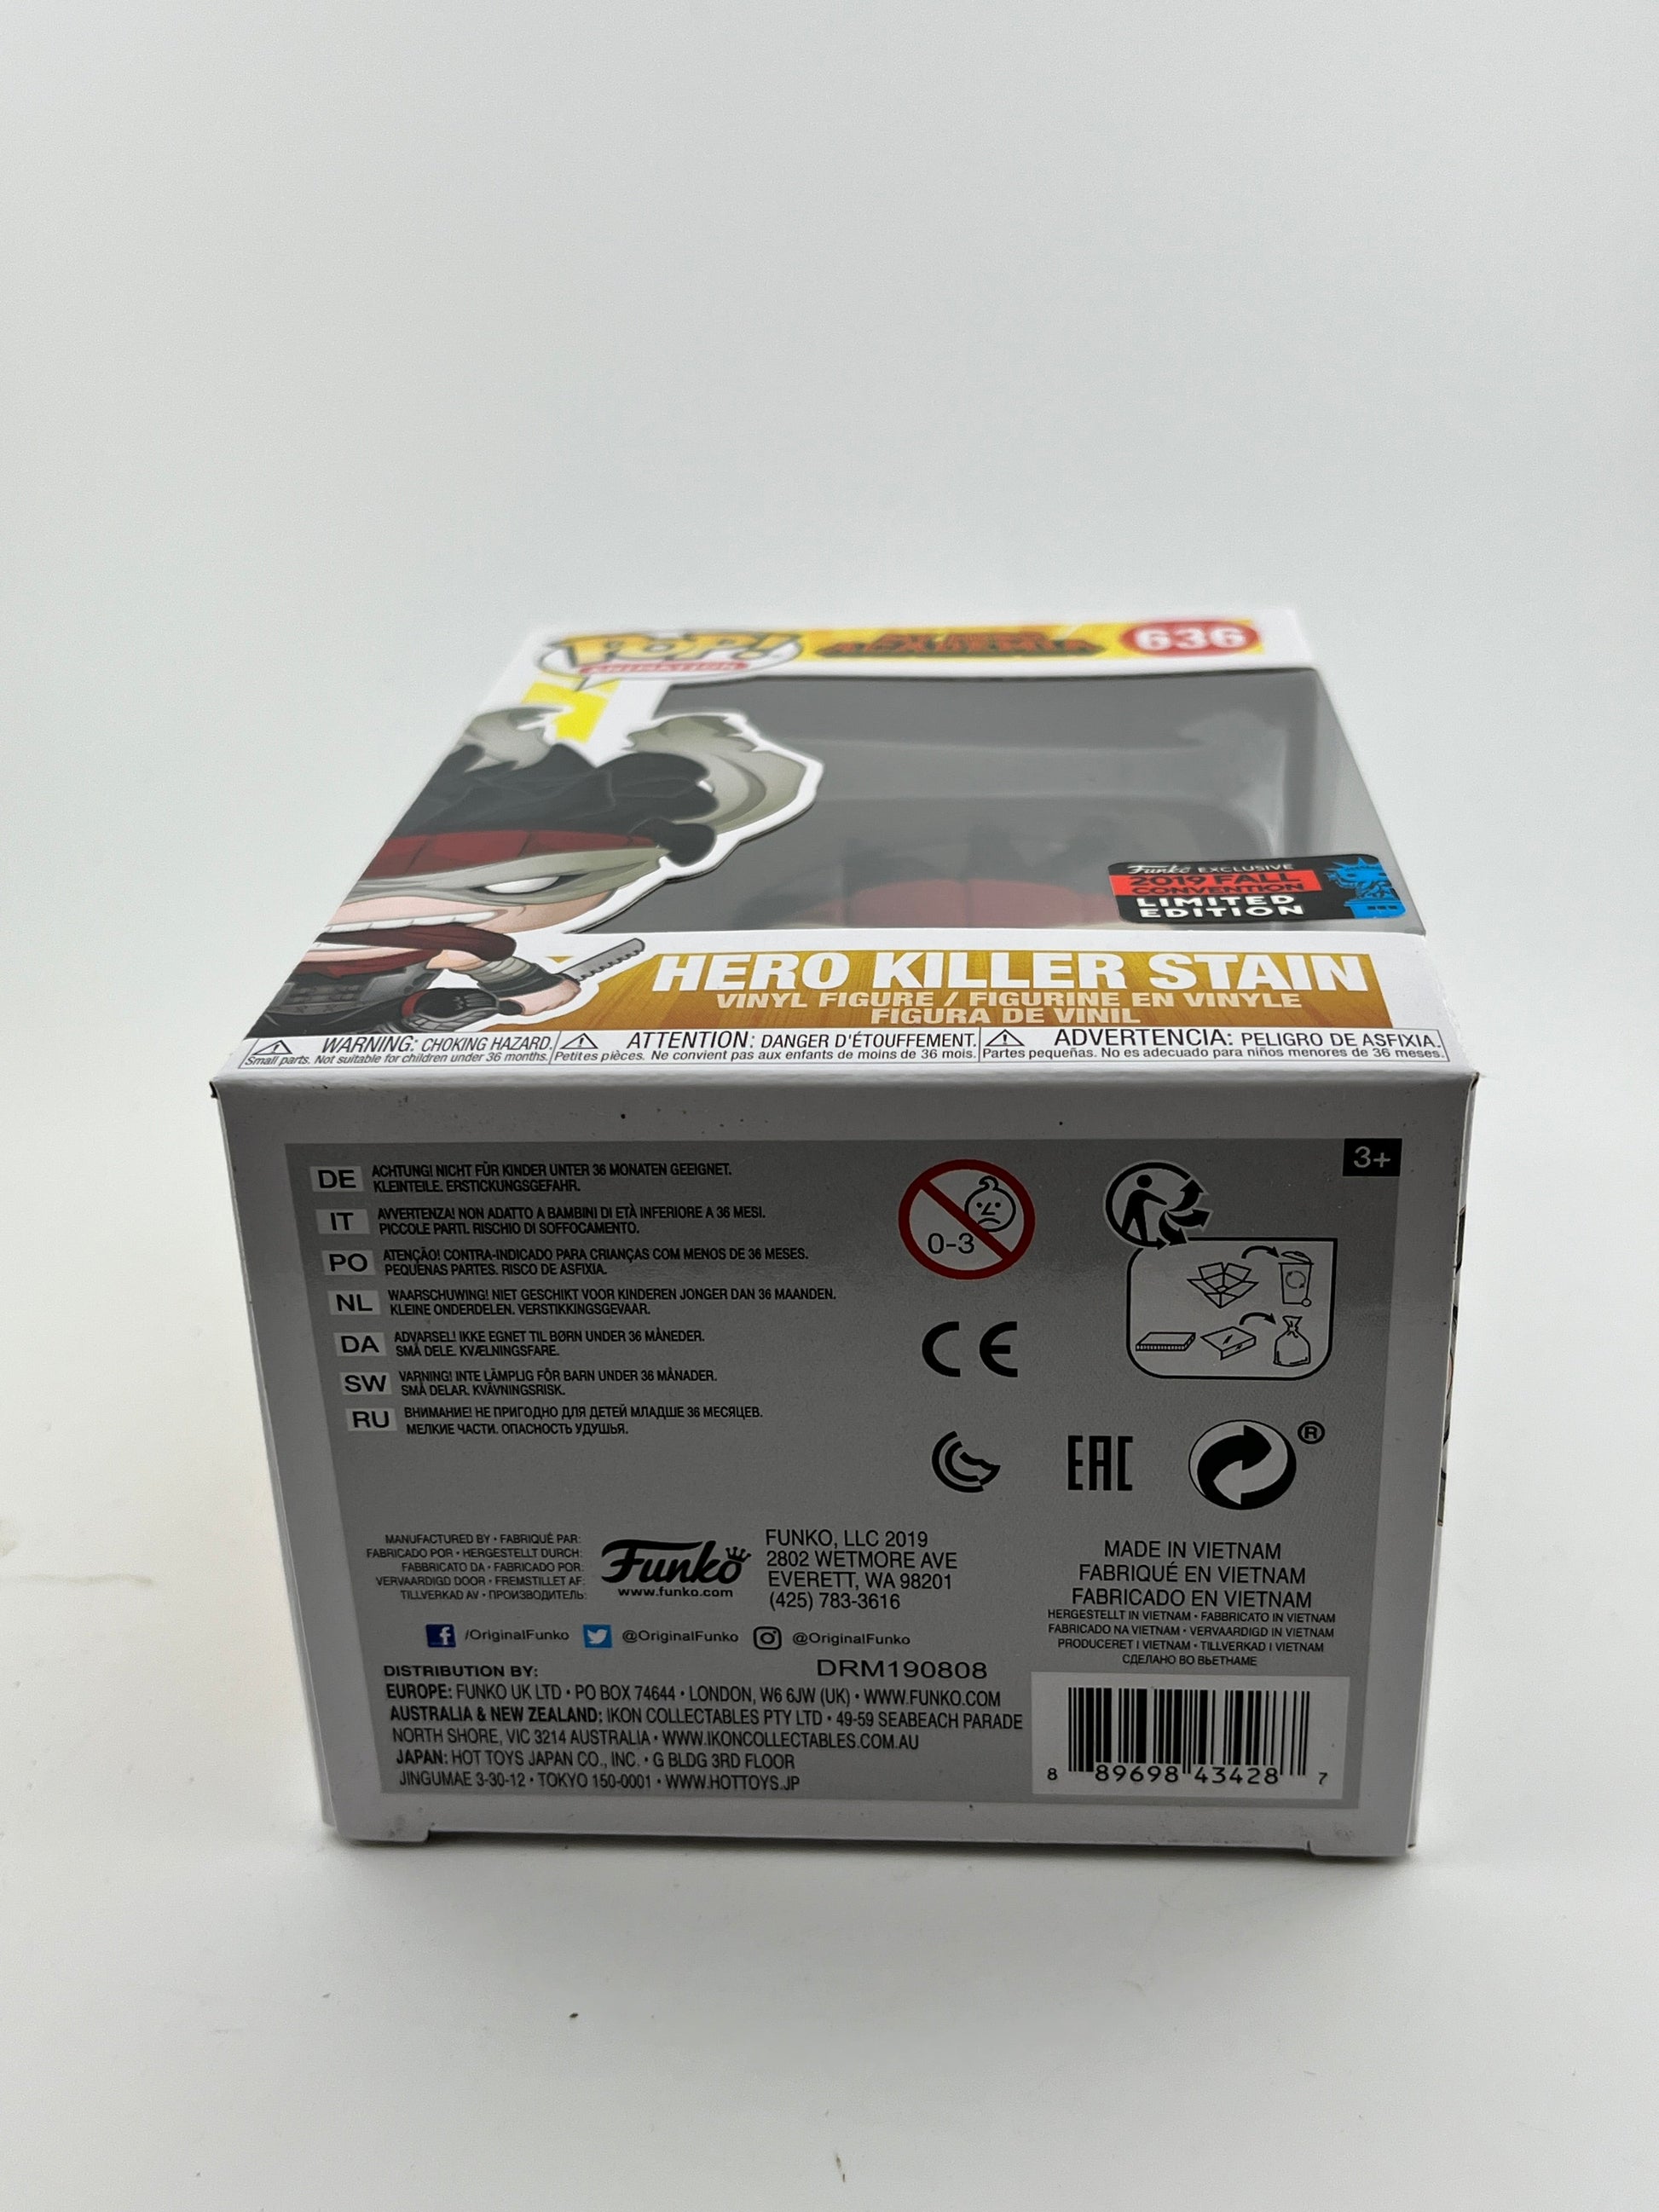 POP!
ANIMATION
MY HERO
ACADEMIA
636
Funko EXCLUSIVE
2019 FALL
CONVENTION
LIMITED
EDITION
HERO KILLER STAIN
VINYL FIGURE / FIGURINE EN VINYLE
FIGURA DE VINIL
WARNING: CHOKING HAZARD.
Small parts. Not suitable for children under 36 months.
ATTENTION: DANGER D'ÉTOUFFEMENT.
Petites pièces. Ne convient pas aux enfants de moins de 36 mois.
ADVERTENCIA: PELIGRO DE ASFIXIA.
Partes pequeñas. No es adecuado para niños menores de 36 meses.
3+
DE ACHTUNG! NICHT FÜR KINDER UNTER 36 MONATEN GEEIGNET.
KLEINTEILE. ERSTICKUNGSGEFAHR.
IT AVVERTENZA! NON ADATTO A BAMBINI DI ETÀ INFERIORE A 36 MESI.
PICCOLE PARTI. RISCHIO DI SOFFOCAMENTO.
PO ATENÇÃO! CONTRA-INDICADO PARA CRIANÇAS COM MENOS DE 36 MESES.
PEQUENAS PARTES. RISCO DE ASFIXIA.
NL WAARSCHUWING! NIET GESCHIKT VOOR KINDEREN JONGER DAN 36 MAANDEN.
KLEINE ONDERDELEN. VERSTIKKINGSGEVAAR.
DA ADVARSEL! IKKE EGNET TIL BØRN UNDER 36 MÅNEDER.
SMÅ DELE. KVÆLNINGSFARE.
SW VARNING! INTE LÄMPLIG FÖR BARN UNDER 36 MÅNADER.
SMÅ DELAR. KVÄVNINGSRISK.
RU ВНИМАНИЕ! НЕ ПРИГОДНО ДЛЯ ДЕТЕЙ МЛАДШЕ 36 МЕСЯЦЕВ.
МЕЛКИЕ ЧАСТИ. ОПАСНОСТЬ УДУШЬЯ.
0-3
CE
EAC
®
MANUFACTURED BY • FABRIQUÉ PAR:
FABRICADO POR • HERGESTELLT DURCH:
FABBRICATO DA • FABRICADO POR:
VERVAARDIGD DOOR • FREMSTILLET AF:
TILLVERKAD AV • ПРОИЗВОДИТЕЛЬ:
Funko
www.funko.com
FUNKO, LLC 2019
2802 WETMORE AVE
EVERETT, WA 98201
(425) 783-3616
/OriginalFunko @OriginalFunko @OriginalFunko
MADE IN VIETNAM
FABRIQUÉ EN VIETNAM
FABRICADO EN VIETNAM
HERGESTELLT IN VIETNAM • FABBRICATO IN VIETNAM
FABRICADO NA VIETNAM • VERVAARDIGD IN VIETNAM
PRODUCERET I VIETNAM • TILLVERKAD I VIETNAM
СДЕЛАНО ВО ВЬЕТНАМЕ
DISTRIBUTION BY:
DRM190808
EUROPE: FUNKO UK LTD • PO BOX 74644 • LONDON, W6 6JW (UK) • WWW.FUNKO.COM
AUSTRALIA & NEW ZEALAND: IKON COLLECTABLES PTY LTD • 49-59 SEABEACH PARADE
NORTH SHORE, VIC 3214 AUSTRALIA • WWW.IKONCOLLECTABLES.COM.AU
JAPAN: HOT TOYS JAPAN CO., INC. • G BLDG 3RD FLOOR
JINGUMAE 3-30-12 • TOKYO 150-0001 • WWW.HOTTOYS.JP
8 89698 43428 7